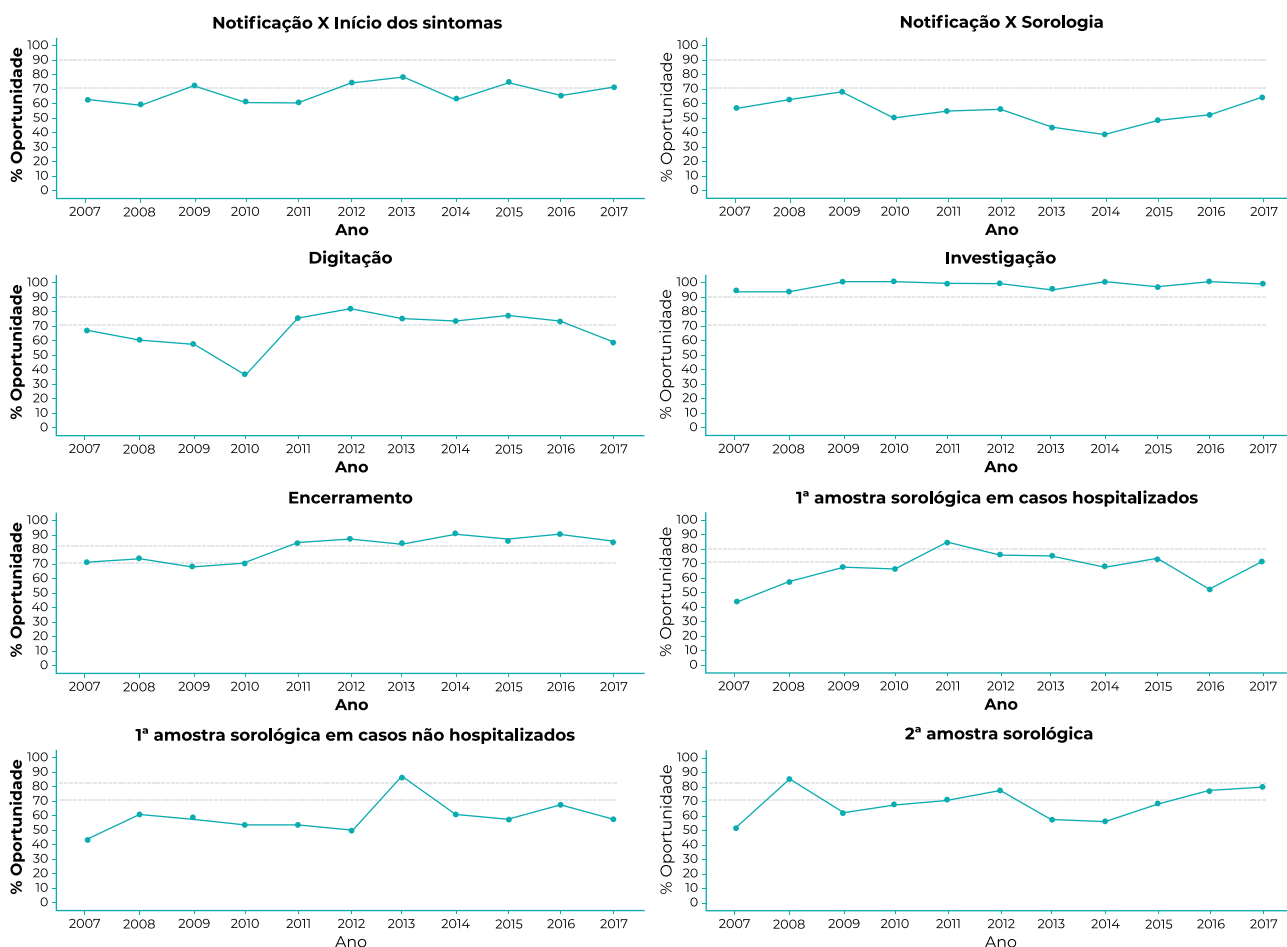 Notificação X Início dos sintomas
% Oportunidade
100
90
80
70
60
50
40
30
20
10
0
2007 2008 2009 2010 2011 2012 2013 2014 2015 2016 2017
Ano
Notificação X Sorologia
% Oportunidade
100
90
80
70
60
50
40
30
20
10
0
2007 2008 2009 2010 2011 2012 2013 2014 2015 2016 2017
Ano
Digitação
% Oportunidade
100
90
80
70
60
50
40
30
20
10
0
2007 2008 2009 2010 2011 2012 2013 2014 2015 2016 2017
Ano
Investigação
% Oportunidade
100
90
80
70
60
50
40
30
20
10
0
2007 2008 2009 2010 2011 2012 2013 2014 2015 2016 2017
Ano
Encerramento
% Oportunidade
100
90
80
70
60
50
40
30
20
10
0
2007 2008 2009 2010 2011 2012 2013 2014 2015 2016 2017
Ano
1ª amostra sorológica em casos hospitalizados
% Oportunidade
100
90
80
70
60
50
40
30
20
10
0
2007 2008 2009 2010 2011 2012 2013 2014 2015 2016 2017
Ano
1ª amostra sorológica em casos não hospitalizados
% Oportunidade
100
90
80
70
60
50
40
30
20
10
0
2007 2008 2009 2010 2011 2012 2013 2014 2015 2016 2017
Ano
2ª amostra sorológica
% Oportunidade
100
90
80
70
60
50
40
30
20
10
0
2007 2008 2009 2010 2011 2012 2013 2014 2015 2016 2017
Ano